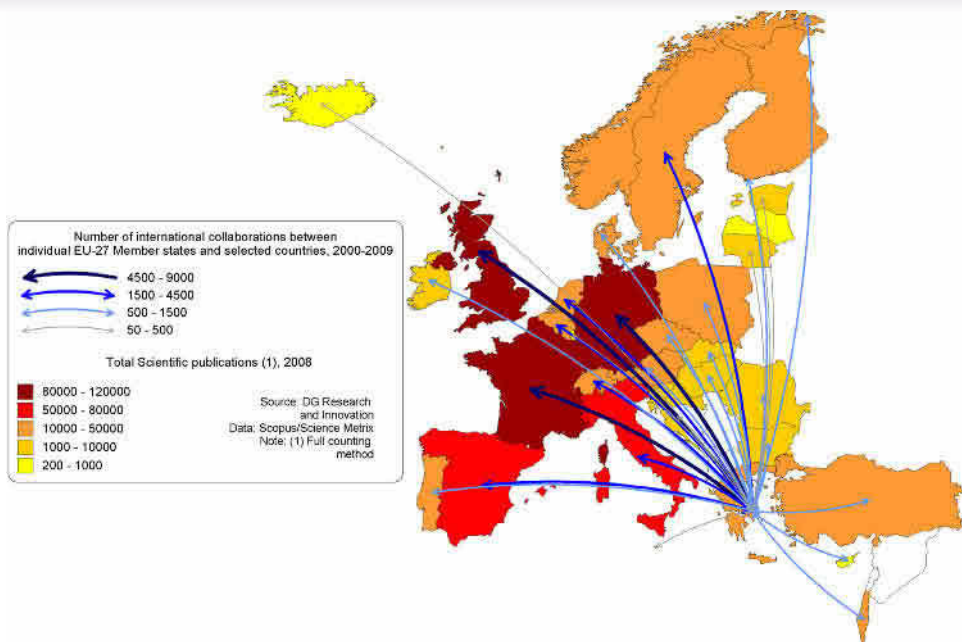 Number of international collaborations between
individual EU-27 Member states and selected countries, 2000-2009
4500 - 9000
1500 - 4500
500 - 1500
50 - 500
Total Scientific publications (1), 2008
80000 - 120000
50000 - 80000
10000 - 50000
1000 - 10000
200 - 1000
Source: DG Research
and Innovation
Data: Scopus/Science Metrix
Note: (1) Full counting
method